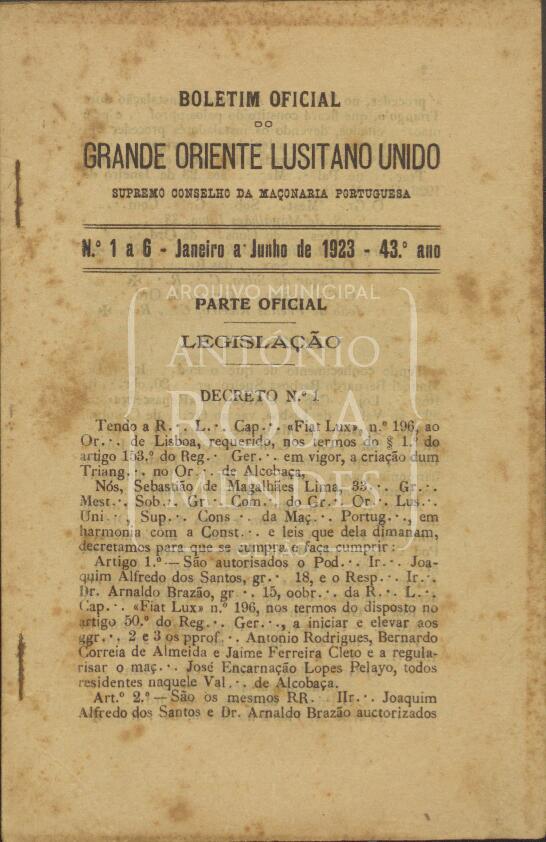 BOLETIM OFICIAL
DO
GRANDE ORIENTE LUSITANO UNIDO
SUPREMO CONSELHO DA MAÇONARIA PORTUGUESA
N.º 1 a 6 - Janeiro a Junho de 1923 - 43.º ano
ARQUIVO MUNICIPAL
PARTE OFICIAL
LEGISLAÇÃO
ANTÓNIO
ROSA
MENDES
DECRETO N.º 1
Tendo a R.·. L.·. Cap.·. «Fiat Lux», n.º 196, ao
Or.·. de Lisboa, requerido, nos termos do § 1.º do
artigo 153.º do Reg.·. Ger.·. em vigor, a criação dum
Triang.·. no Or.·. de Alcobaça,
Nós, Sebastião de Magalhães Lima, 33.·. Gr.·.
Mest.·. Sob.·. Gr.·. Com.·. do Gr.·. Or.·. Lus.·.
Uni.·. Sup.·. Cons.·. da Maç.·. Portug.·., em
harmonia com a Const.·. e leis que dela dimanam,
decretamos para que se cumpra e faça cumprir:
Artigo 1.º—São autorisados o Pod.·. Ir.·. Joa-
quim Alfredo dos Santos, gr.·. 18, e o Resp.·. Ir.·.
Dr. Arnaldo Brazão, gr.·. 15, oobr.·. da R.·. L.·.
Cap.·. «Fiat Lux» n.º 196, nos termos do disposto no
artigo 50.º do Reg.·. Ger.·., a iniciar e elevar aos
ggr.·. 2 e 3 os pprof.·. Antonio Rodrigues, Bernardo
Correia de Almeida e Jaime Ferreira Cleto e a regula-
risar o maç.·. José Encarnação Lopes Pelayo, todos
residentes naquele Val.·. de Alcobaça.
Art.º 2.º—São os mesmos RR.·. IIr.·. Joaquim
Alfredo dos Santos e Dr. Arnaldo Brazão auctorizados